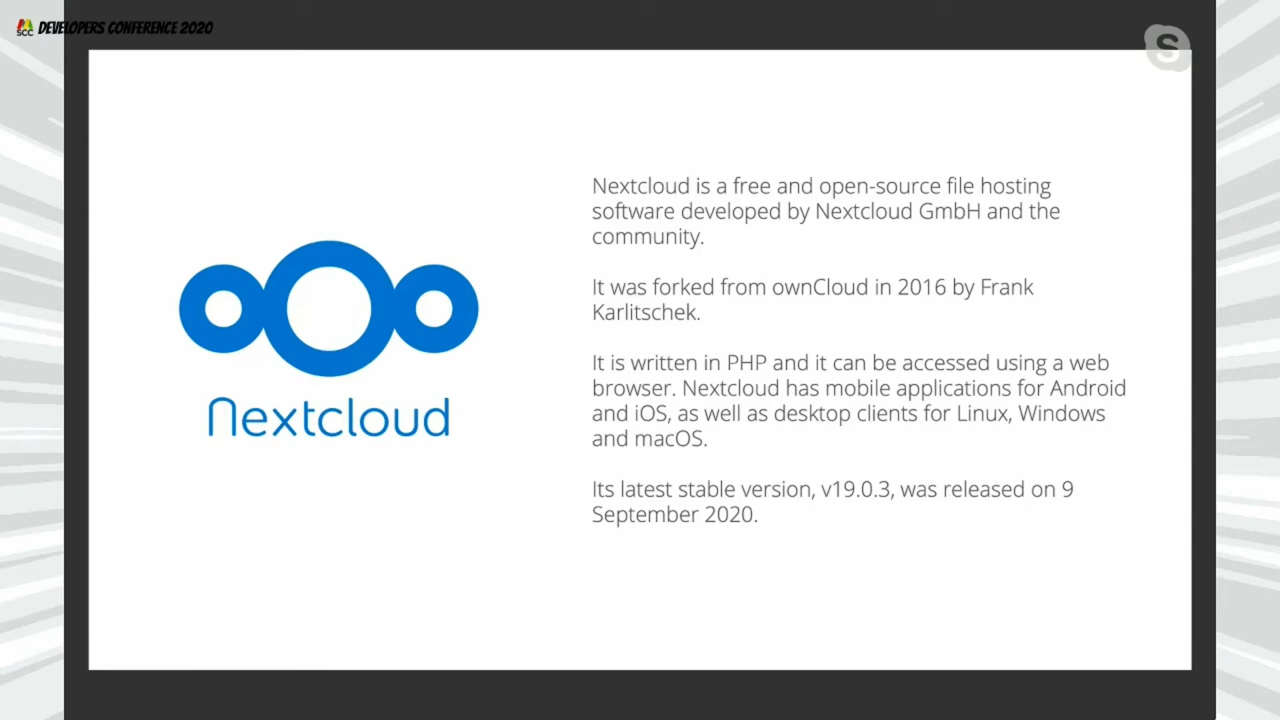 SCC DEVELOPERS CONFERENCE 2020
S
Nextcloud is a free and open-source file hosting
software developed by Nextcloud GmbH and the
community.
It was forked from ownCloud in 2016 by Frank
Karlitschek.
It is written in PHP and it can be accessed using a web
browser. Nextcloud has mobile applications for Android
and iOS, as well as desktop clients for Linux, Windows
and macOS.
Its latest stable version, v19.0.3, was released on 9
September 2020.
Nextcloud